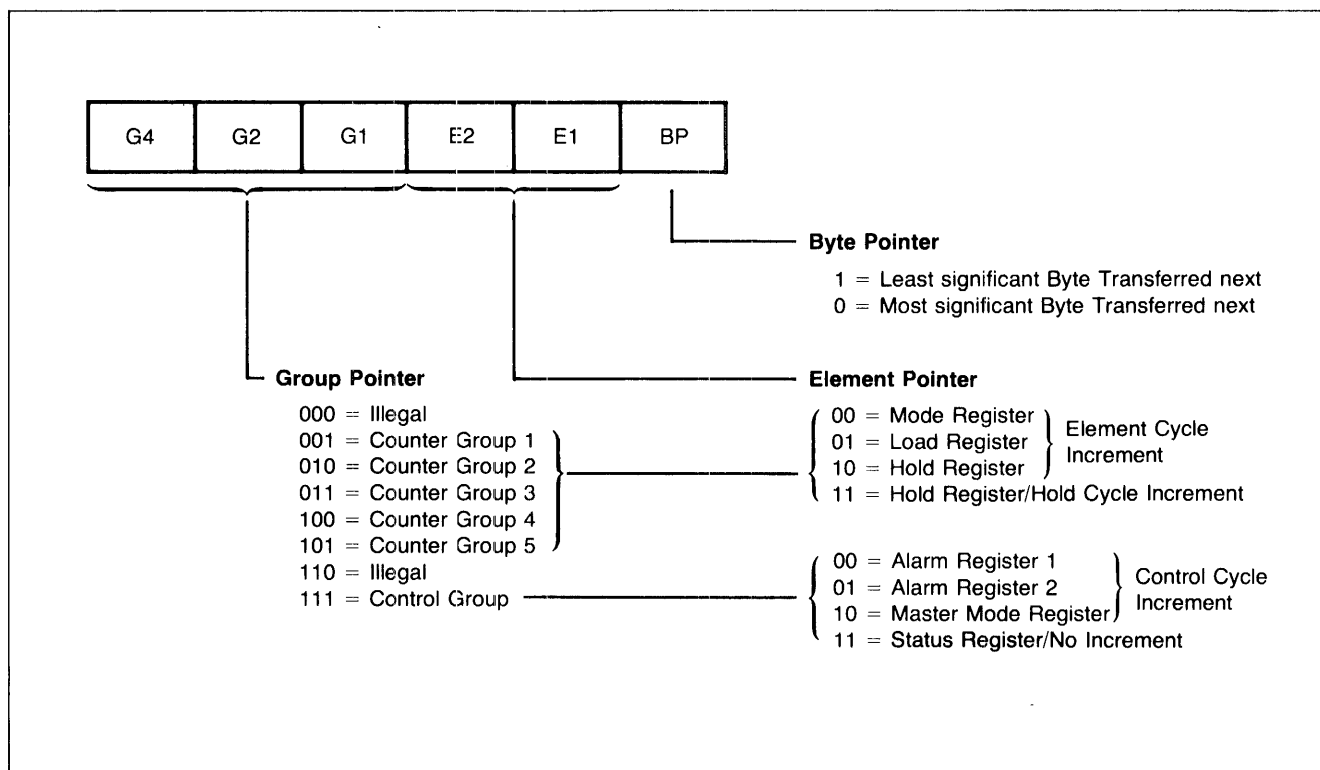 G4 G2 G1 E2 E1 BP
Byte Pointer
1 = Least significant Byte Transferred next
0 = Most significant Byte Transferred next
Group Pointer
000 = Illegal
001 = Counter Group 1
010 = Counter Group 2
011 = Counter Group 3
100 = Counter Group 4
101 = Counter Group 5
110 = Illegal
111 = Control Group
Element Pointer
00 = Mode Register
01 = Load Register
10 = Hold Register
Element Cycle
Increment
11 = Hold Register/Hold Cycle Increment
00 = Alarm Register 1
01 = Alarm Register 2
10 = Master Mode Register
Control Cycle
Increment
11 = Status Register/No Increment